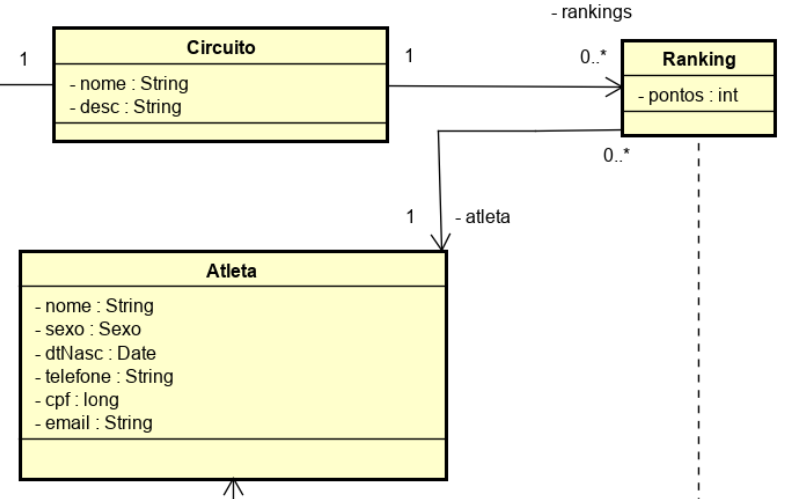 - rankings
1
Circuito
- nome : String
- desc : String
1
0..*
Ranking
- pontos : int
0..*
1
- atleta
Atleta
- nome : String
- sexo : Sexo
- dtNasc : Date
- telefone : String
- cpf : long
- email : String